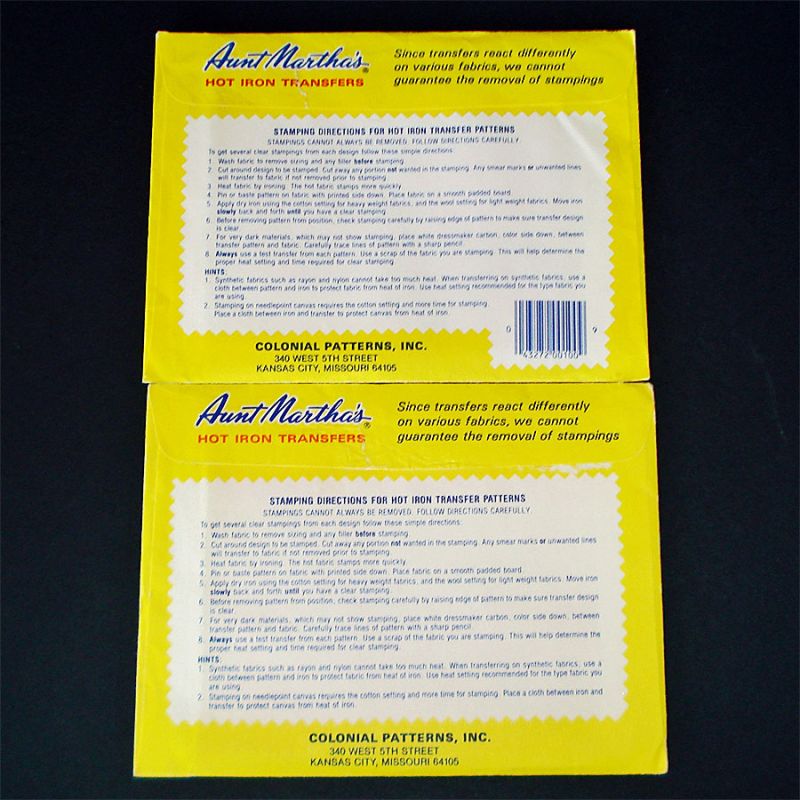 Aunt Martha's®
HOT IRON TRANSFERS
Since transfers react differently
on various fabrics, we cannot
guarantee the removal of stampings
STAMPING DIRECTIONS FOR HOT IRON TRANSFER PATTERNS
STAMPINGS CANNOT ALWAYS BE REMOVED. FOLLOW DIRECTIONS CAREFULLY.
To get several clear stampings from each design follow these simple directions:
1. Wash fabric to remove sizing and any filler before stamping.
2. Cut around design to be stamped. Cut away any portion not wanted in the stamping. Any smear marks or unwanted lines
will transfer to fabric if not removed prior to stamping.
3. Heat fabric by ironing. The hot fabric stamps more quickly.
4. Pin or baste pattern on fabric with printed side down. Place fabric on a smooth padded board.
5. Apply dry iron using the cotton setting for heavy weight fabrics, and the wool setting for light weight fabrics. Move iron
slowly back and forth until you have a clear stamping.
6. Before removing pattern from position, check stamping carefully by raising edge of pattern to make sure transfer design
is clear.
7. For very dark materials, which may not show stamping, place white dressmaker carbon, color side down, between
transfer pattern and fabric. Carefully trace lines of pattern with a sharp pencil.
8. Always use a test transfer from each pattern. Use a scrap of the fabric you are stamping. This will help determine the
proper heat setting and time required for clear stamping.
HINTS:
1. Synthetic fabrics such as rayon and nylon cannot take too much heat. When transferring on synthetic fabrics, use a
cloth between pattern and iron to protect fabric from heat of iron. Use heat setting recommended for the type fabric you
are using.
2. Stamping on needlepoint canvas requires the cotton setting and more time for stamping.
Place a cloth between iron and transfer to protect canvas from heat of iron.
0 43272 00100 9
COLONIAL PATTERNS, INC.
340 WEST 5TH STREET
KANSAS CITY, MISSOURI 64105
Aunt Martha's®
HOT IRON TRANSFERS
Since transfers react differently
on various fabrics, we cannot
guarantee the removal of stampings
STAMPING DIRECTIONS FOR HOT IRON TRANSFER PATTERNS
STAMPINGS CANNOT ALWAYS BE REMOVED. FOLLOW DIRECTIONS CAREFULLY.
To get several clear stampings from each design follow these simple directions:
1. Wash fabric to remove sizing and any filler before stamping.
2. Cut around design to be stamped. Cut away any portion not wanted in the stamping. Any smear marks or unwanted lines
will transfer to fabric if not removed prior to stamping.
3. Heat fabric by ironing. The hot fabric stamps more quickly.
4. Pin or baste pattern on fabric with printed side down. Place fabric on a smooth padded board.
5. Apply dry iron using the cotton setting for heavy weight fabrics, and the wool setting for light weight fabrics. Move iron
slowly back and forth until you have a clear stamping.
6. Before removing pattern from position, check stamping carefully by raising edge of pattern to make sure transfer design
is clear.
7. For very dark materials, which may not show stamping, place white dressmaker carbon, color side down, between
transfer pattern and fabric. Carefully trace lines of pattern with a sharp pencil.
8. Always use a test transfer from each pattern. Use a scrap of the fabric you are stamping. This will help determine the
proper heat setting and time required for clear stamping.
HINTS:
1. Synthetic fabrics such as rayon and nylon cannot take too much heat. When transferring on synthetic fabrics, use a
cloth between pattern and iron to protect fabric from heat of iron. Use heat setting recommended for the type fabric you
are using.
2. Stamping on needlepoint canvas requires the cotton setting and more time for stamping. Place a cloth between iron and
transfer to protect canvas from heat of iron.
COLONIAL PATTERNS, INC.
340 WEST 5TH STREET
KANSAS CITY, MISSOURI 64105